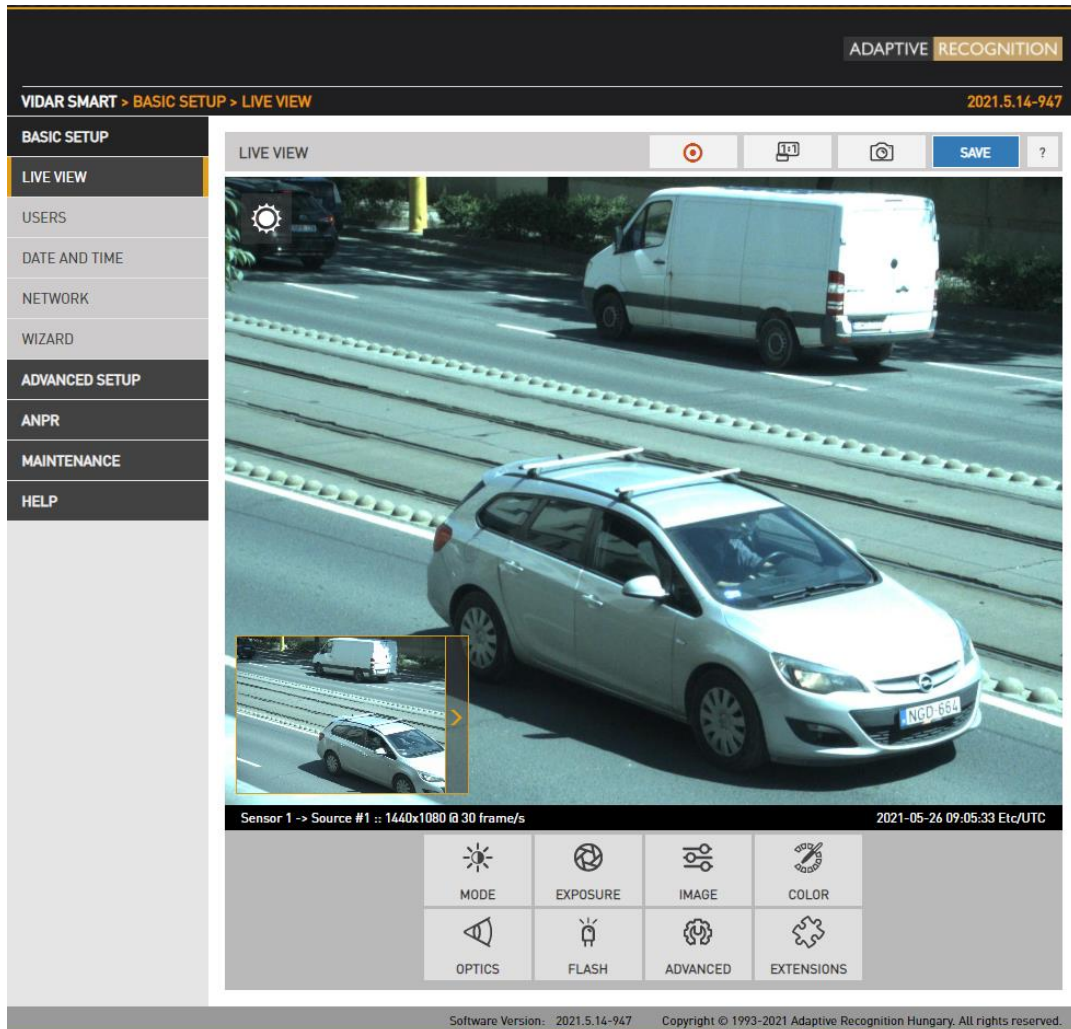 ADAPTIVE RECOGNITION
VIDAR SMART > BASIC SETUP > LIVE VIEW
2021.5.14-947
BASIC SETUP
LIVE VIEW
USERS
DATE AND TIME
NETWORK
WIZARD
ADVANCED SETUP
ANPR
MAINTENANCE
HELP
LIVE VIEW
1:1
SAVE
?
NGD-664
Sensor 1 -> Source #1 :: 1440x1080 @ 30 frame/s
2021-05-26 09:05:33 Etc/UTC
MODE
EXPOSURE
IMAGE
COLOR
OPTICS
FLASH
ADVANCED
EXTENSIONS
Software Version: 2021.5.14-947
Copyright © 1993-2021 Adaptive Recognition Hungary. All rights reserved.